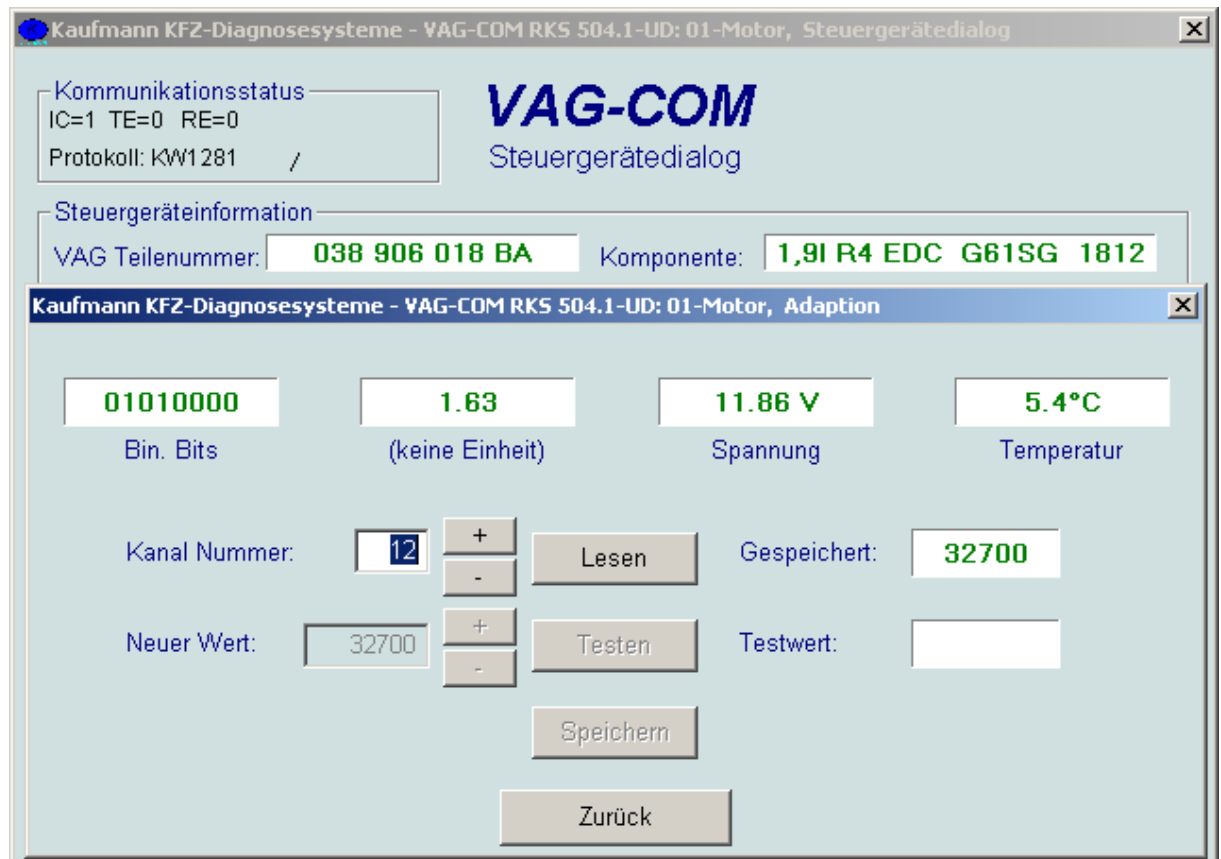 Kaufmann KFZ-Diagnosesysteme - VAG-COM RKS 504.1-UD: 01-Motor, Steuergerätedialog
Kommunikationsstatus
IC=1 TE=0 RE=0
Protokoll: KW1281 /
VAG-COM
Steuergerätedialog
Steuergeräteinformation
VAG Teilenummer: 038 906 018 BA Komponente: 1,9l R4 EDC G61SG 1812
Kaufmann KFZ-Diagnosesysteme - VAG-COM RKS 504.1-UD: 01-Motor, Adaption
01010000 1.63 11.86 V 5.4°C
Bin. Bits (keine Einheit) Spannung Temperatur
Kanal Nummer: 12 + - Lesen Gespeichert: 32700
Neuer Wert: 32700 + - Testen Testwert:
Speichern
Zurück